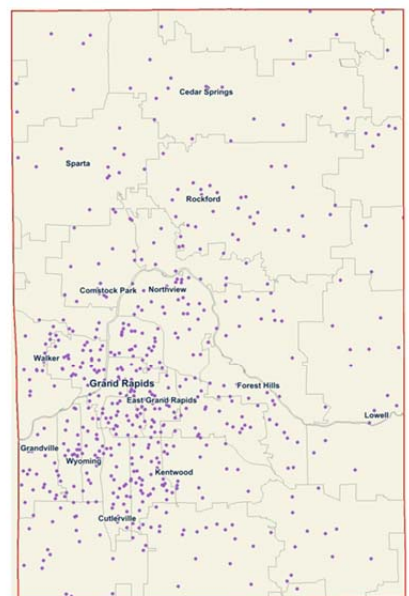 Cedar Springs
Sparta
Rockford
Comstock Park
Northview
Walker
Grand Rapids
Forest Hills
East Grand Rapids
Lowell
Grandville
Wyoming
Kentwood
Cutlerville